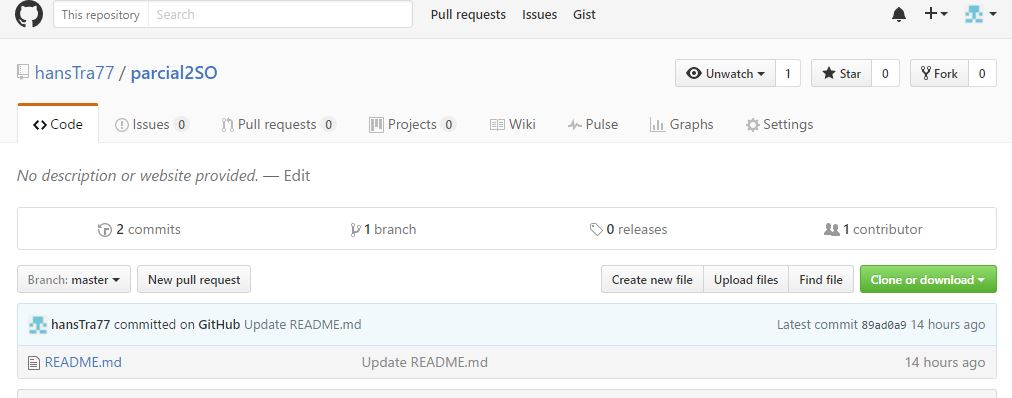 This repository Search Pull requests Issues Gist
hansTra77 / parcial2SO Unwatch 1 Star 0 Fork 0
Code Issues 0 Pull requests 0 Projects 0 Wiki Pulse Graphs Settings
No description or website provided. — Edit
2 commits 1 branch 0 releases 1 contributor
Branch: master New pull request Create new file Upload files Find file Clone or download
hansTra77 committed on GitHub Update README.md Latest commit 89ad0a9 14 hours ago
README.md Update README.md 14 hours ago